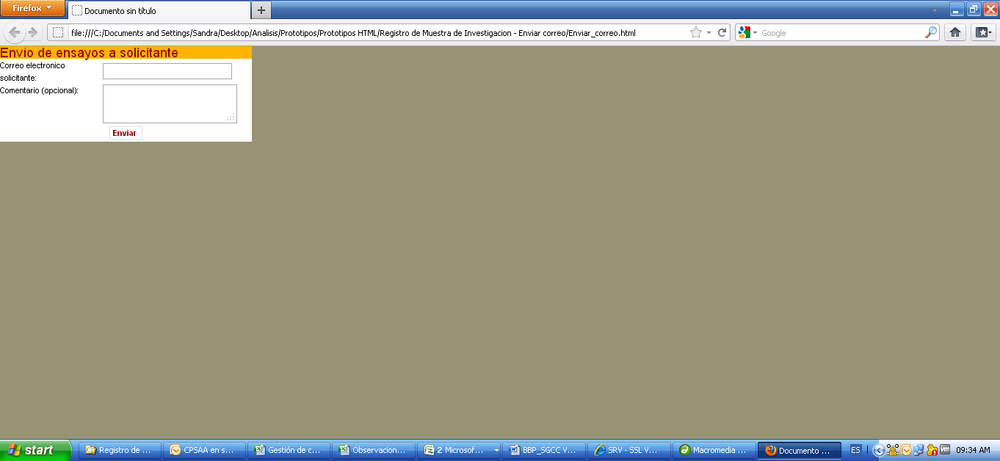 Firefox
Documento sin título
file:///C:/Documents and Settings/Sandra/Desktop/Analisis/Prototipos/Prototipos HTML/Registro de Muestra de Investigacion - Enviar correo/Enviar_correo.html
Google
Envío de ensayos a solicitante
Correo electronico
solicitante:
Comentario (opcional):
Enviar
start
Registro de ...
CPSAA en s...
Gestión de c...
Observacion...
2 Microsof...
BBP_SGCC V...
SRV - SSL V...
Macromedia ...
Documento ...
ES
09:34 AM